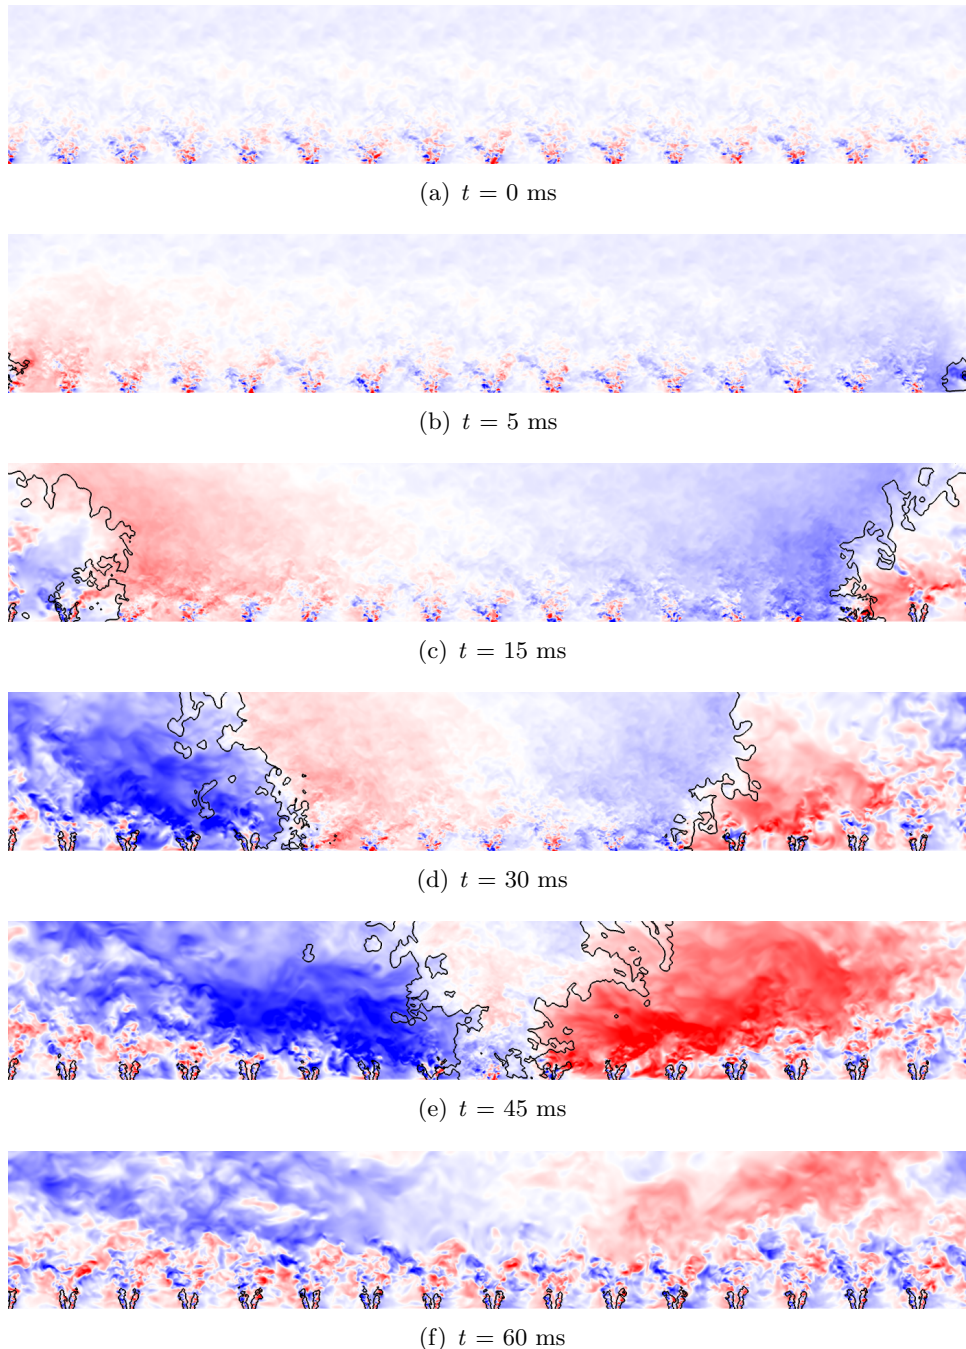 (a) t = 0 ms
(b) t = 5 ms
(c) t = 15 ms
(d) t = 30 ms
(e) t = 45 ms
(f) t = 60 ms